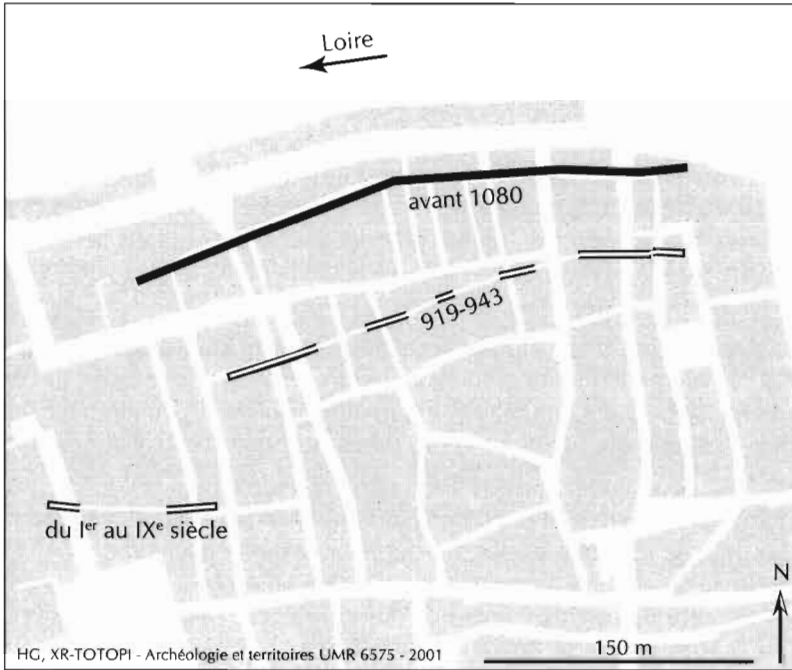 Loire
avant 1080
919-943
du Ier au IXe siècle
N
HG, XR-TOTOPI - Archéologie et territoires UMR 6575 - 2001
150 m